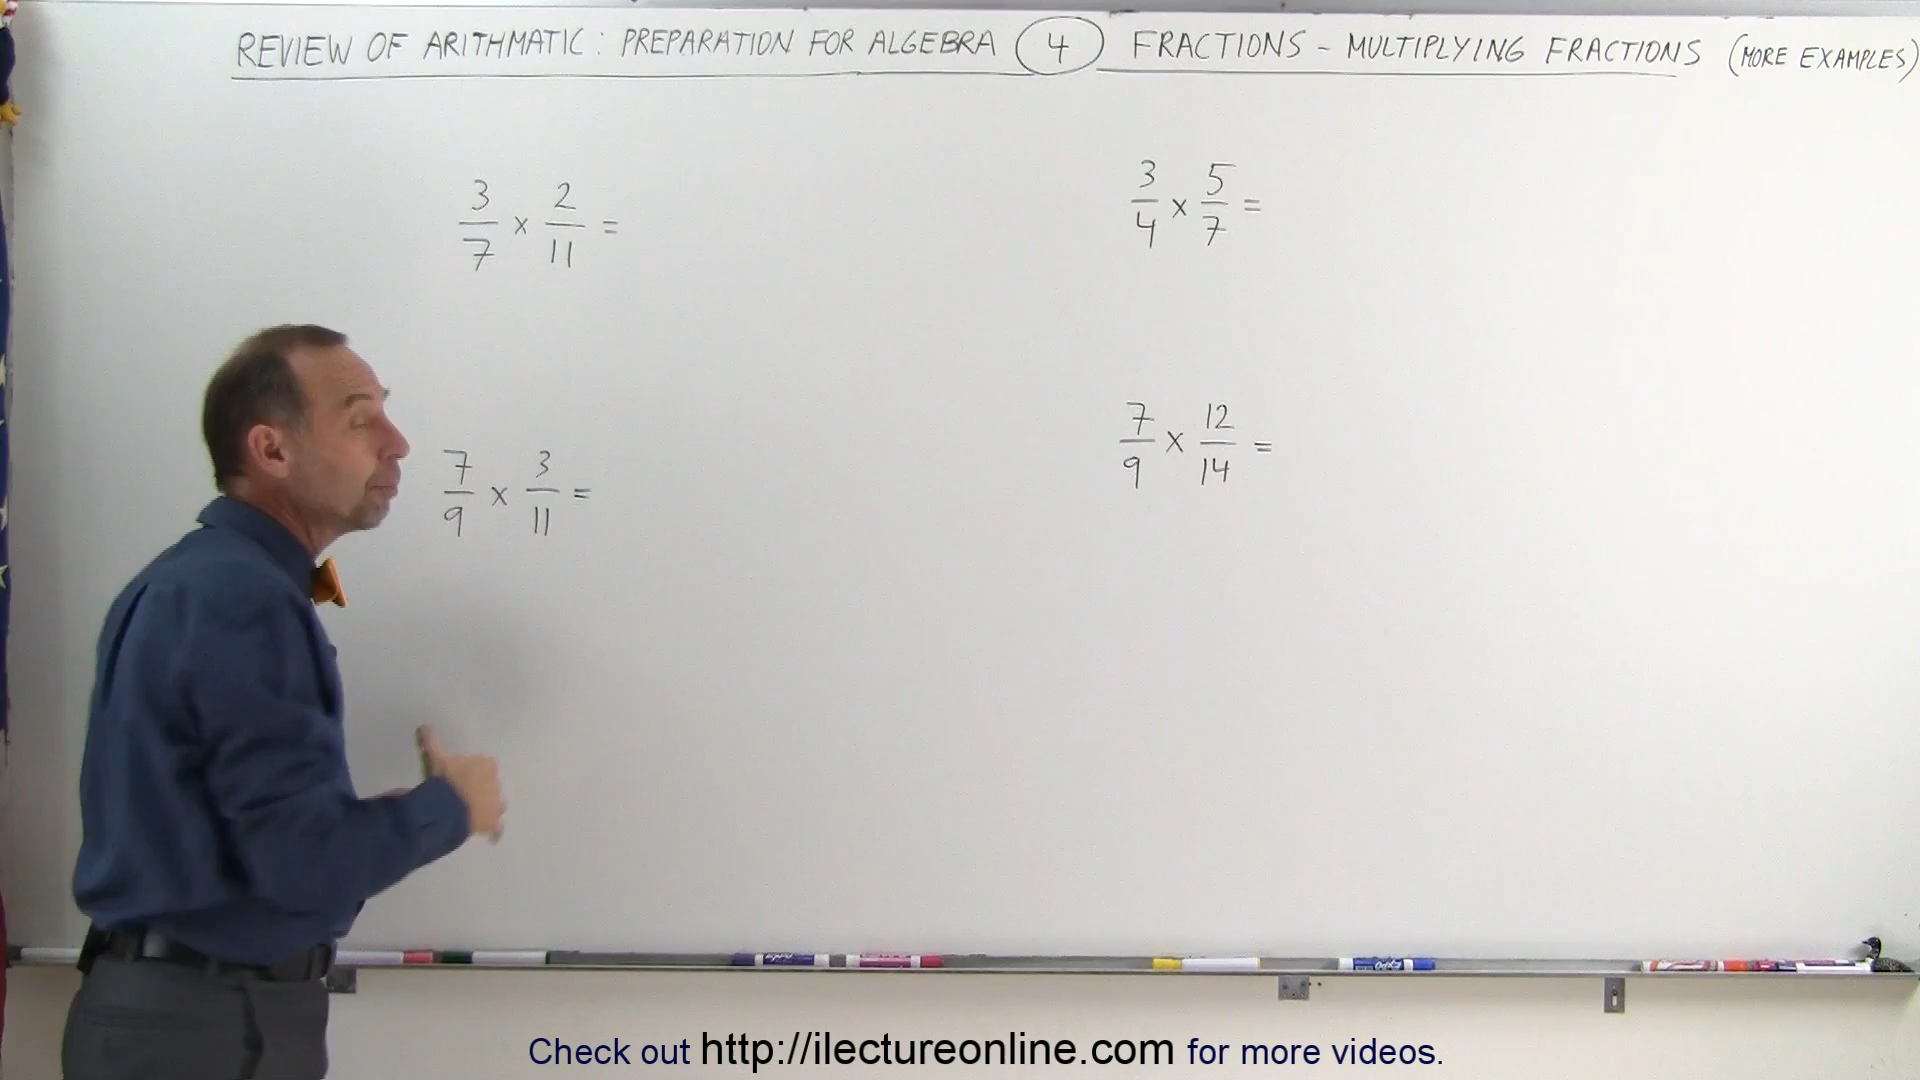 REVIEW OF ARITHMATIC: PREPARATION FOR ALGEBRA 4 FRACTIONS - MULTIPLYING FRACTIONS (MORE EXAMPLES)
3/7 x 2/11 =
3/4 x 5/7 =
7/9 x 3/11 =
7/9 x 12/14 =
EXPO
Check out http://ilectureonline.com for more videos.